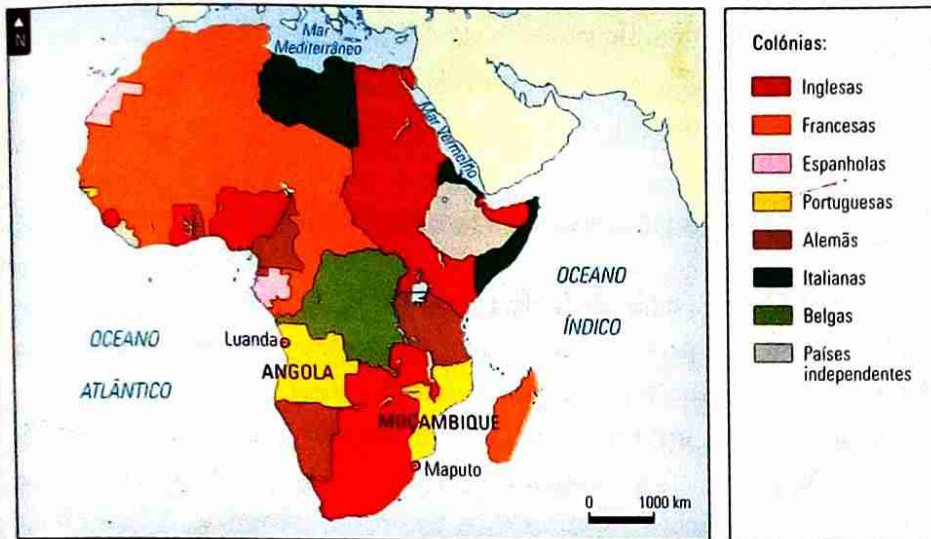 N
Mar
Mediterrâneo
Mar Vermelho
OCEANO
ÍNDICO
OCEANO
ATLÂNTICO
Luanda
ANGOLA
MOÇAMBIQUE
Maputo
0 1000 km
Colónias:
Inglesas
Francesas
Espanholas
Portuguesas
Alemãs
Italianas
Belgas
Países
independentes